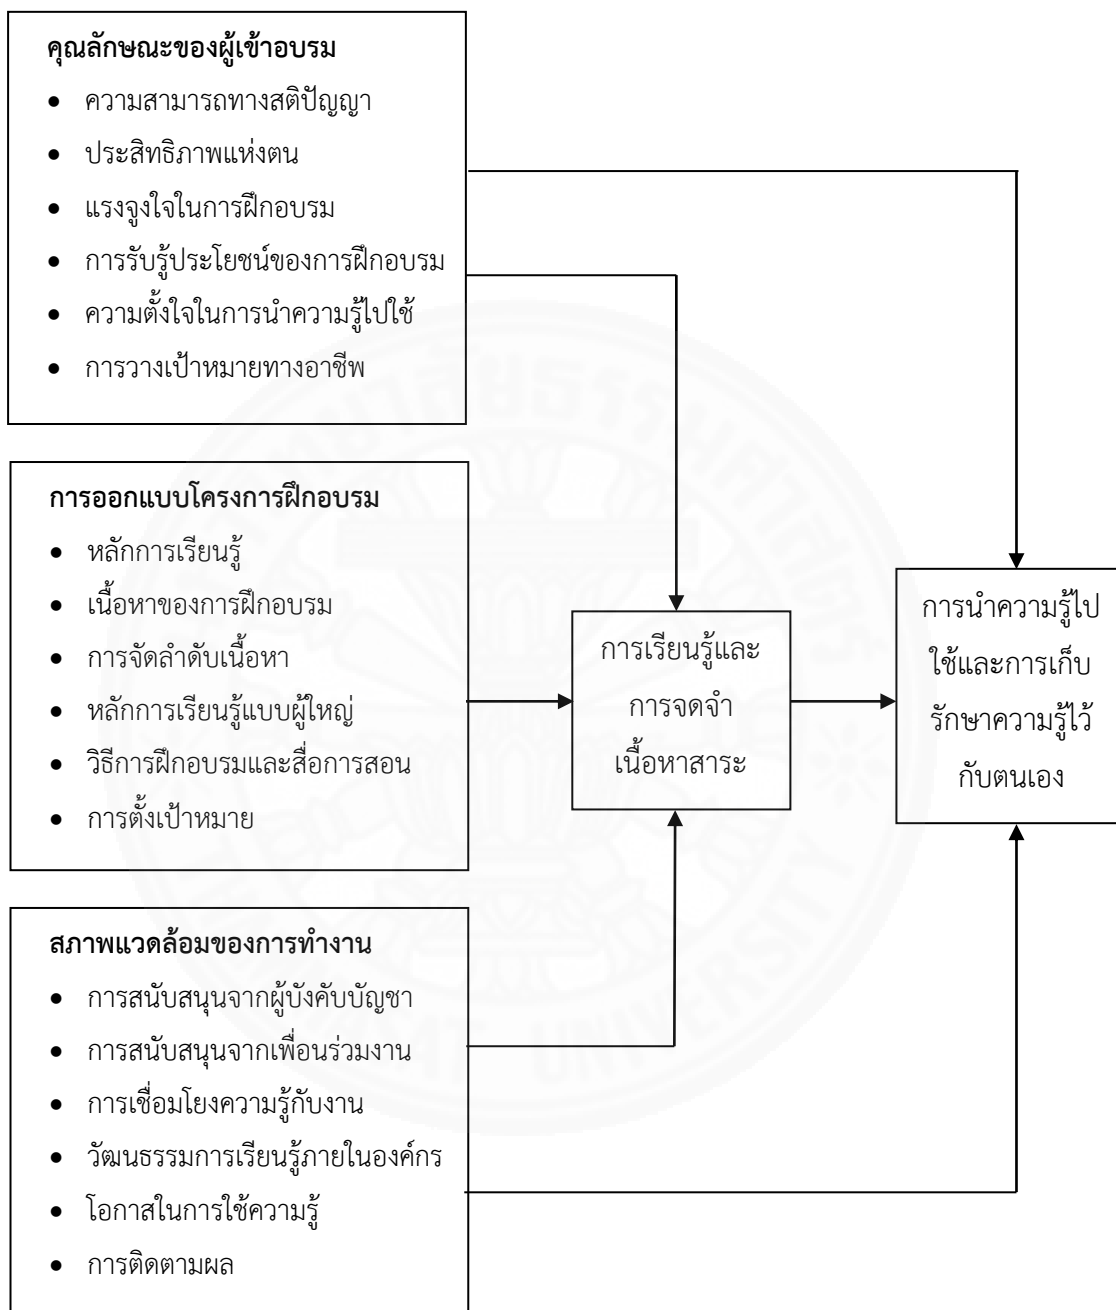 คุณลักษณะของผู้เข้าอบรม
• ความสามารถทางสติปัญญา
• ประสิทธิภาพแห่งตน
• แรงจูงใจในการฝึกอบรม
• การรับรู้ประโยชน์ของการฝึกอบรม
• ความตั้งใจในการนำความรู้ไปใช้
• การวางเป้าหมายทางอาชีพ
การออกแบบโครงการฝึกอบรม
• หลักการเรียนรู้
• เนื้อหาของการฝึกอบรม
• การจัดลำดับเนื้อหา
• หลักการเรียนรู้แบบผู้ใหญ่
• วิธีการฝึกอบรมและสื่อการสอน
• การตั้งเป้าหมาย
สภาพแวดล้อมของการทำงาน
• การสนับสนุนจากผู้บังคับบัญชา
• การสนับสนุนจากเพื่อนร่วมงาน
• การเชื่อมโยงความรู้กับงาน
• วัฒนธรรมการเรียนรู้ภายในองค์กร
• โอกาสในการใช้ความรู้
• การติดตามผล
การเรียนรู้และ
การจดจำ
เนื้อหาสาระ
การนำความรู้ไป
ใช้และการเก็บ
รักษาความรู้ไว้
กับตนเอง